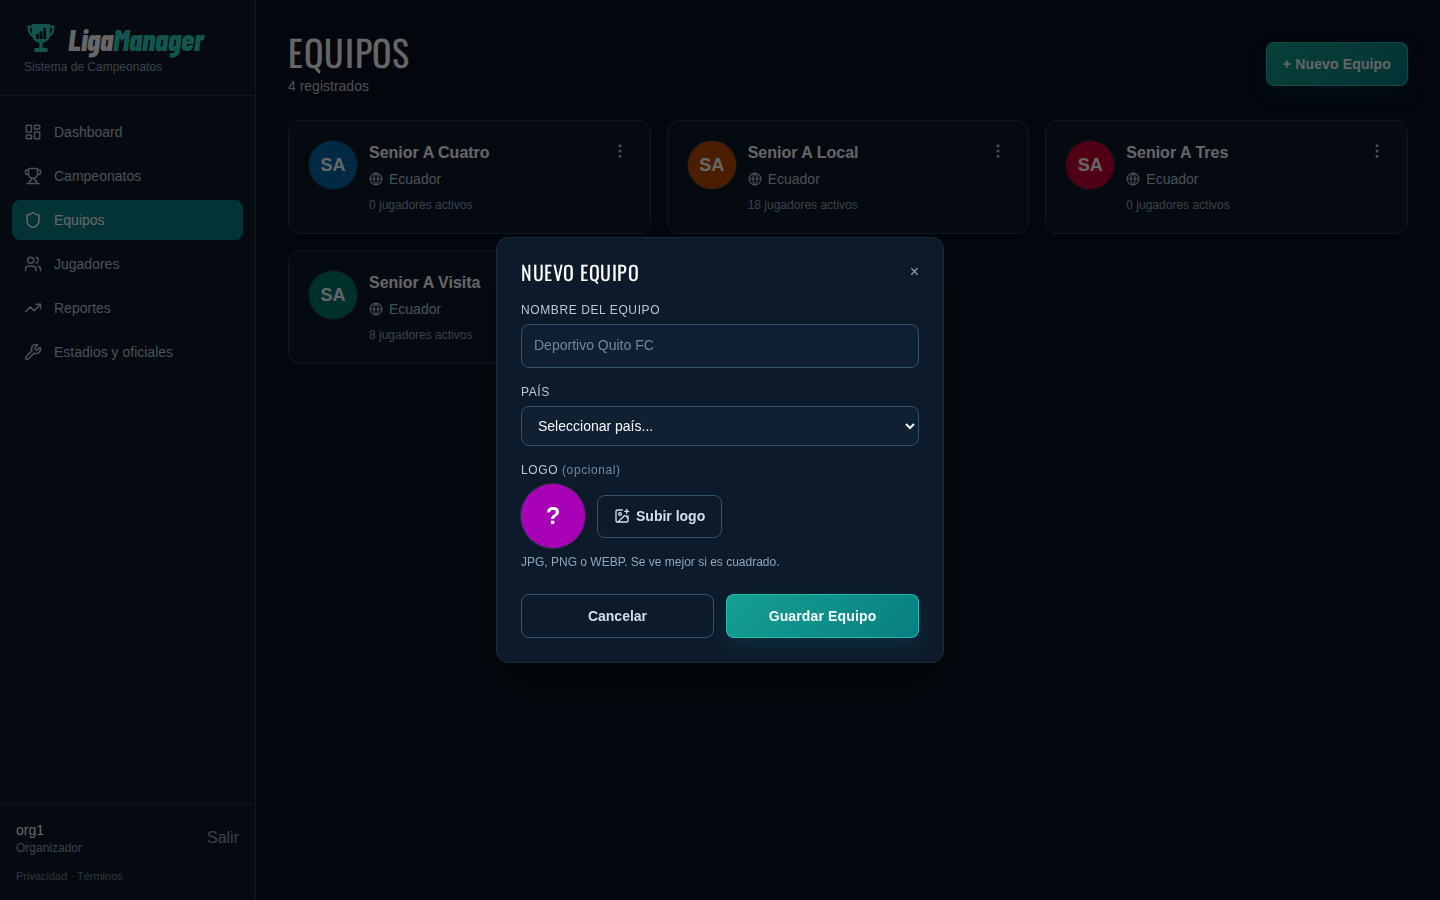 LigaManager
Sistema de Campeonatos
Dashboard
Campeonatos
Equipos
Jugadores
Reportes
Estadios y oficiales
org1
Organizador
Salir
Privacidad · Términos
EQUIPOS
4 registrados
+ Nuevo Equipo
SA
Senior A Cuatro
Ecuador
0 jugadores activos
SA
Senior A Local
Ecuador
18 jugadores activos
SA
Senior A Tres
Ecuador
0 jugadores activos
SA
Senior A Visita
Ecuador
8 jugadores activos
NUEVO EQUIPO
×
NOMBRE DEL EQUIPO
Deportivo Quito FC
PAÍS
Seleccionar país...
LOGO (opcional)
?
Subir logo
JPG, PNG o WEBP. Se ve mejor si es cuadrado.
Cancelar
Guardar Equipo